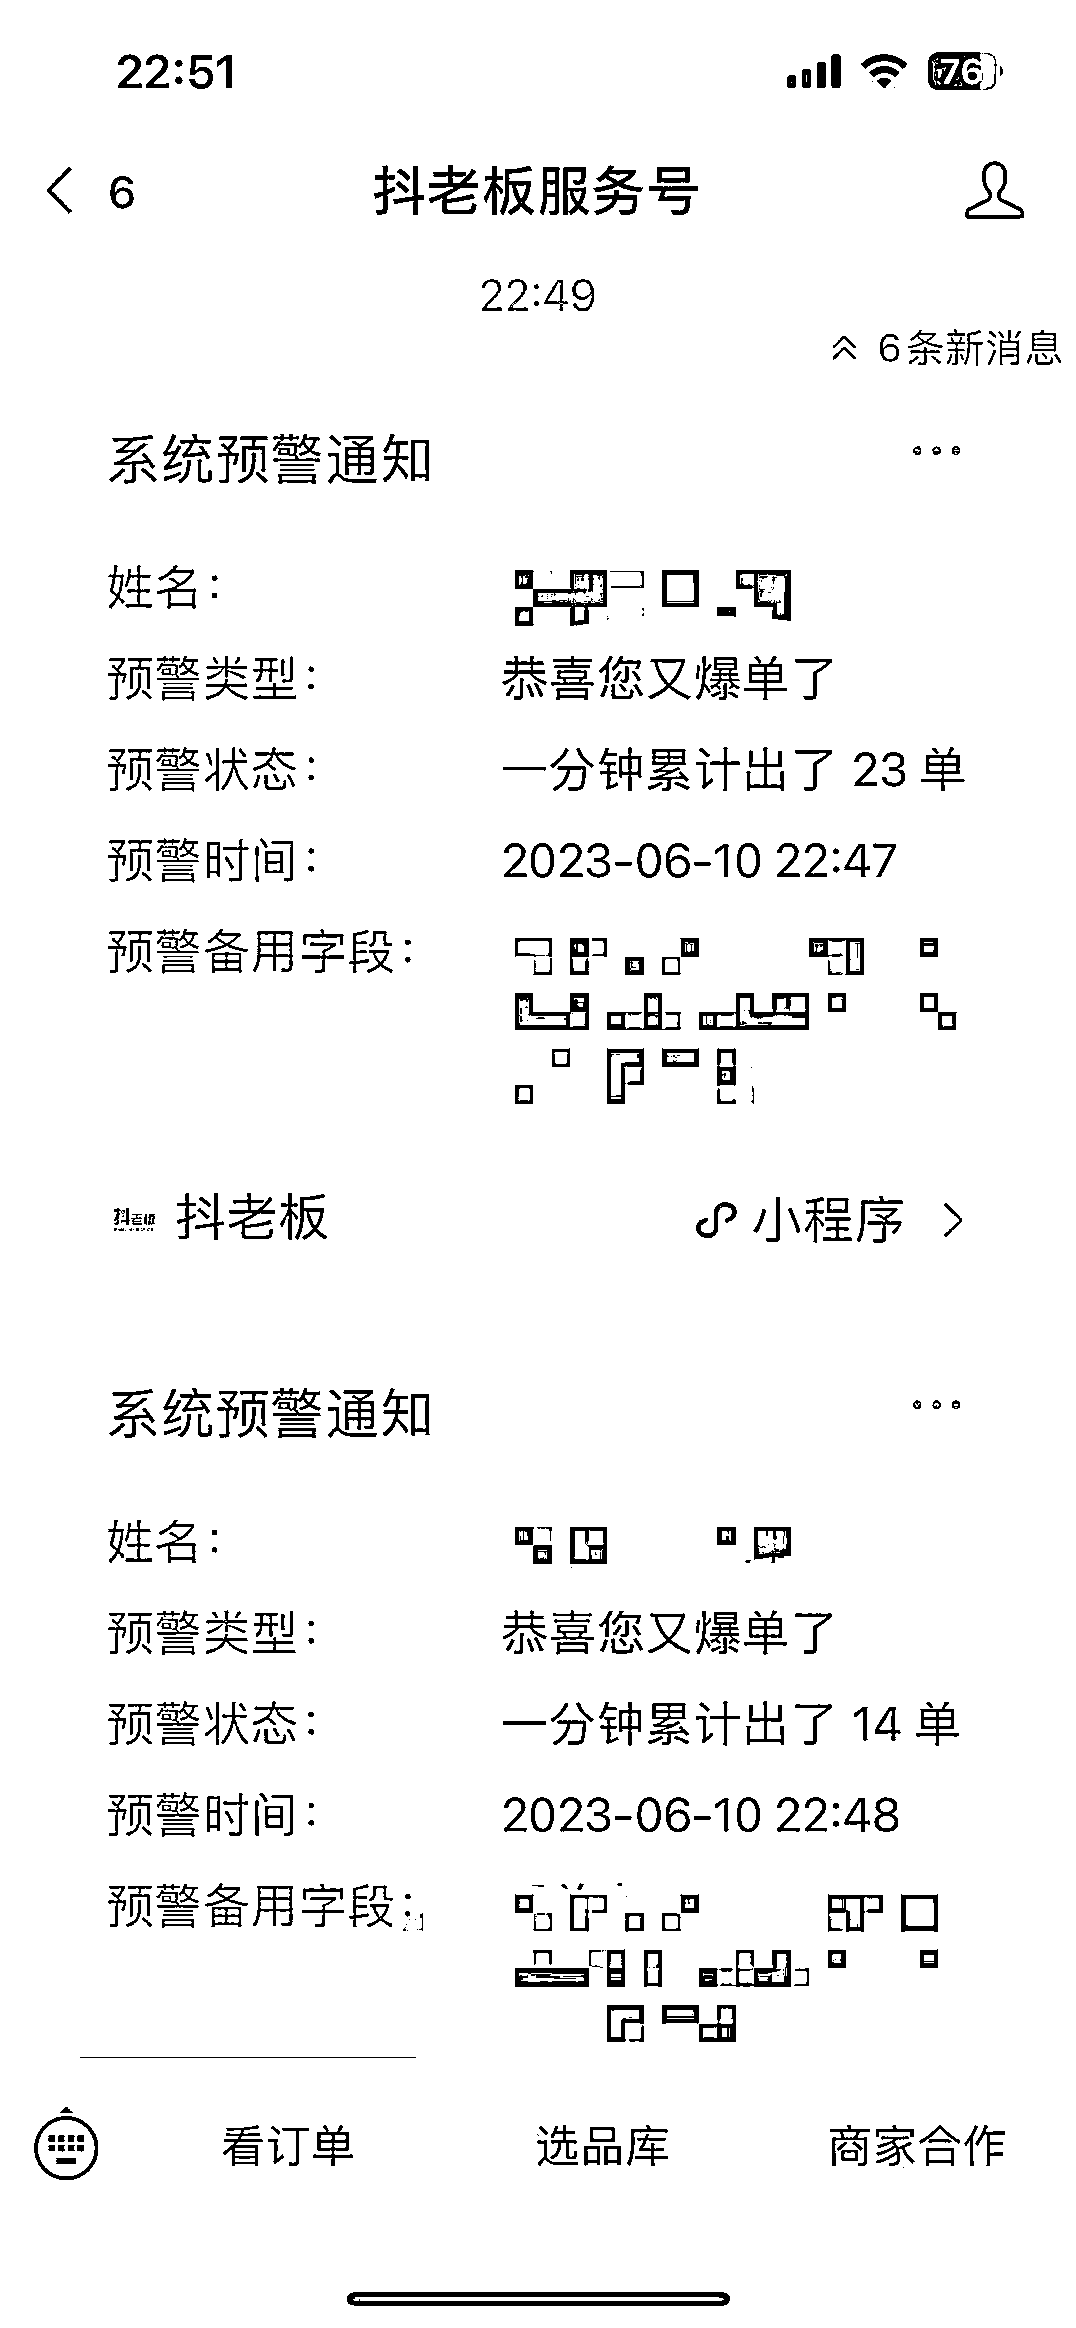 22:51
76
6
抖老板服务号
22:49
6条新消息
系统预警通知
姓名：
预警类型： 恭喜您又爆单了
预警状态： 一分钟累计出了 23 单
预警时间： 2023-06-10 22:47
预警备用字段：
抖老板 抖老板 小程序
系统预警通知
姓名：
预警类型： 恭喜您又爆单了
预警状态： 一分钟累计出了 14 单
预警时间： 2023-06-10 22:48
预警备用字段：
看订单 选品库 商家合作